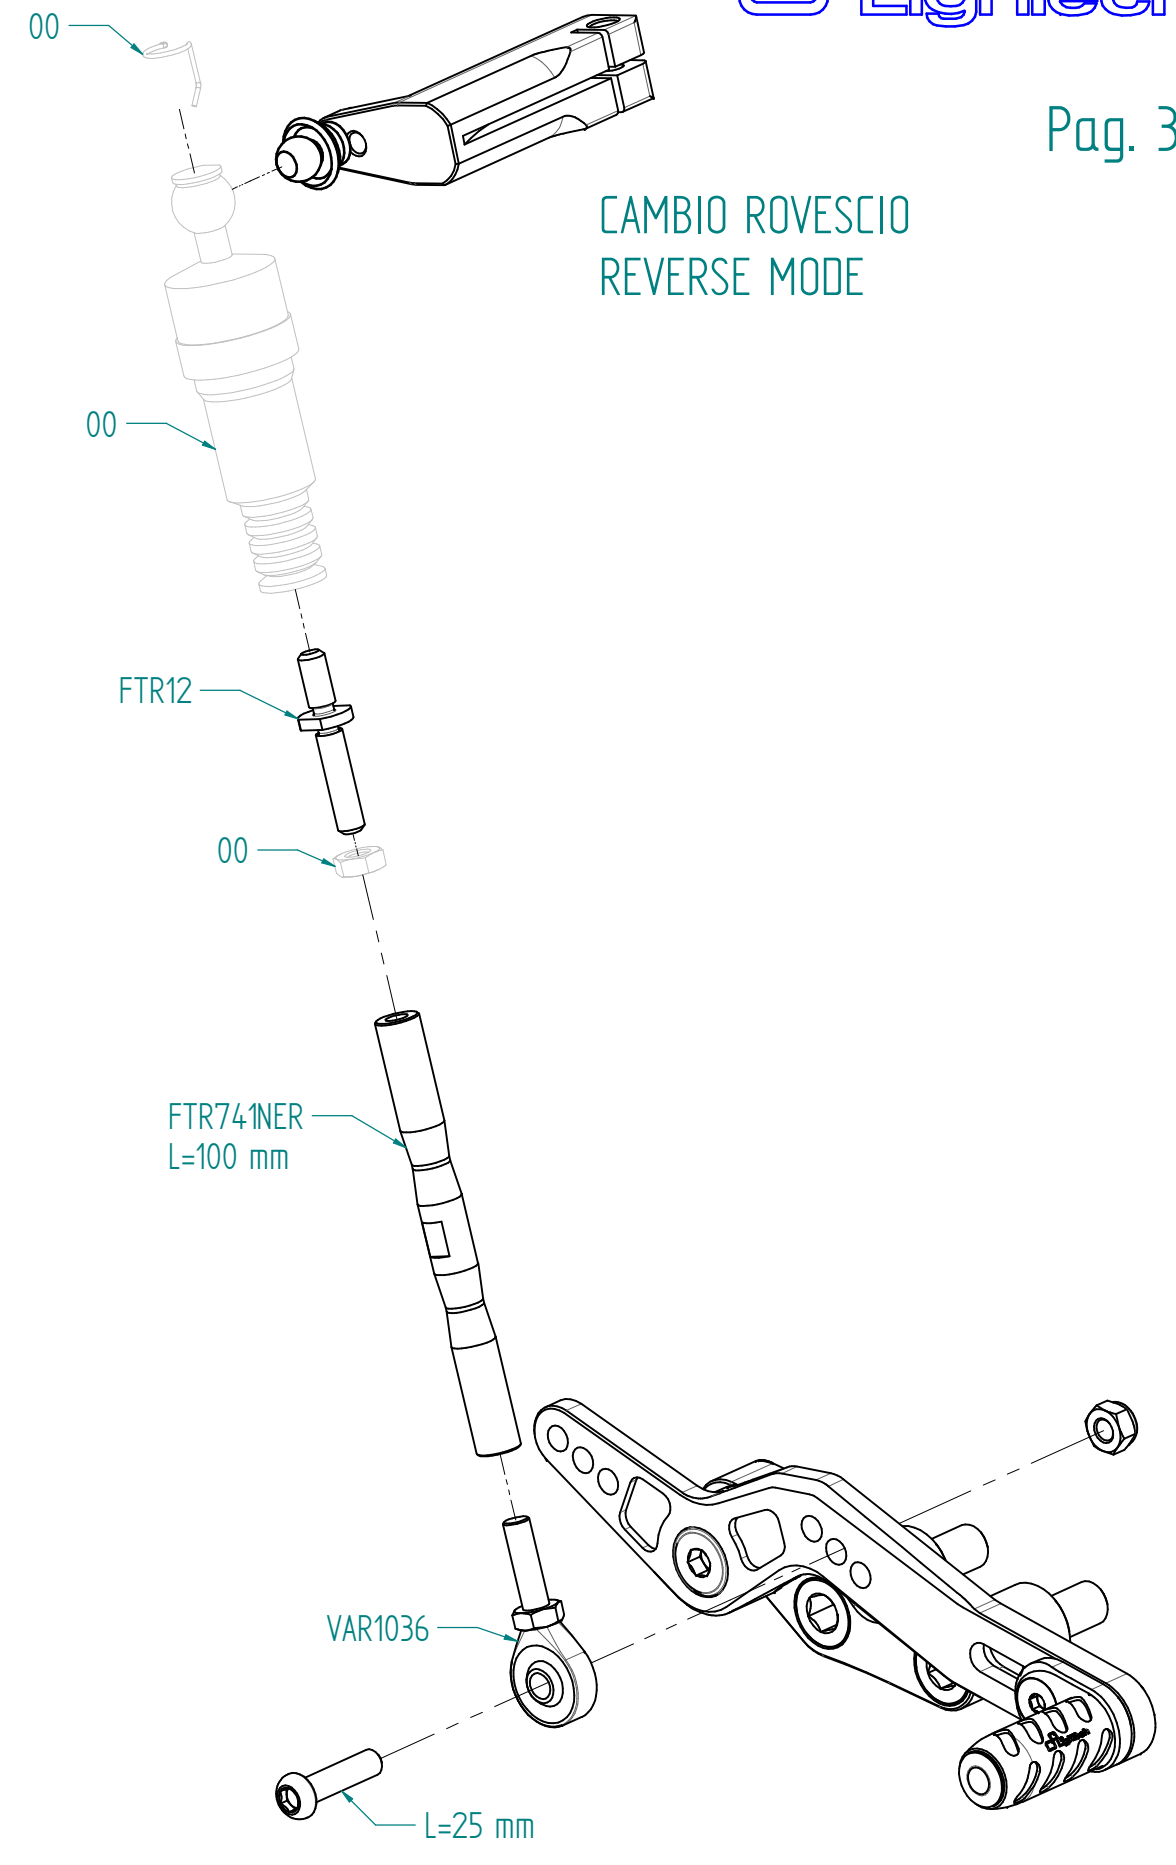 00
Pag. 3
CAMBIO ROVESCIO
REVERSE MODE
00
FTR12
00
FTR741NER
L=100 mm
VAR1036
L=25 mm